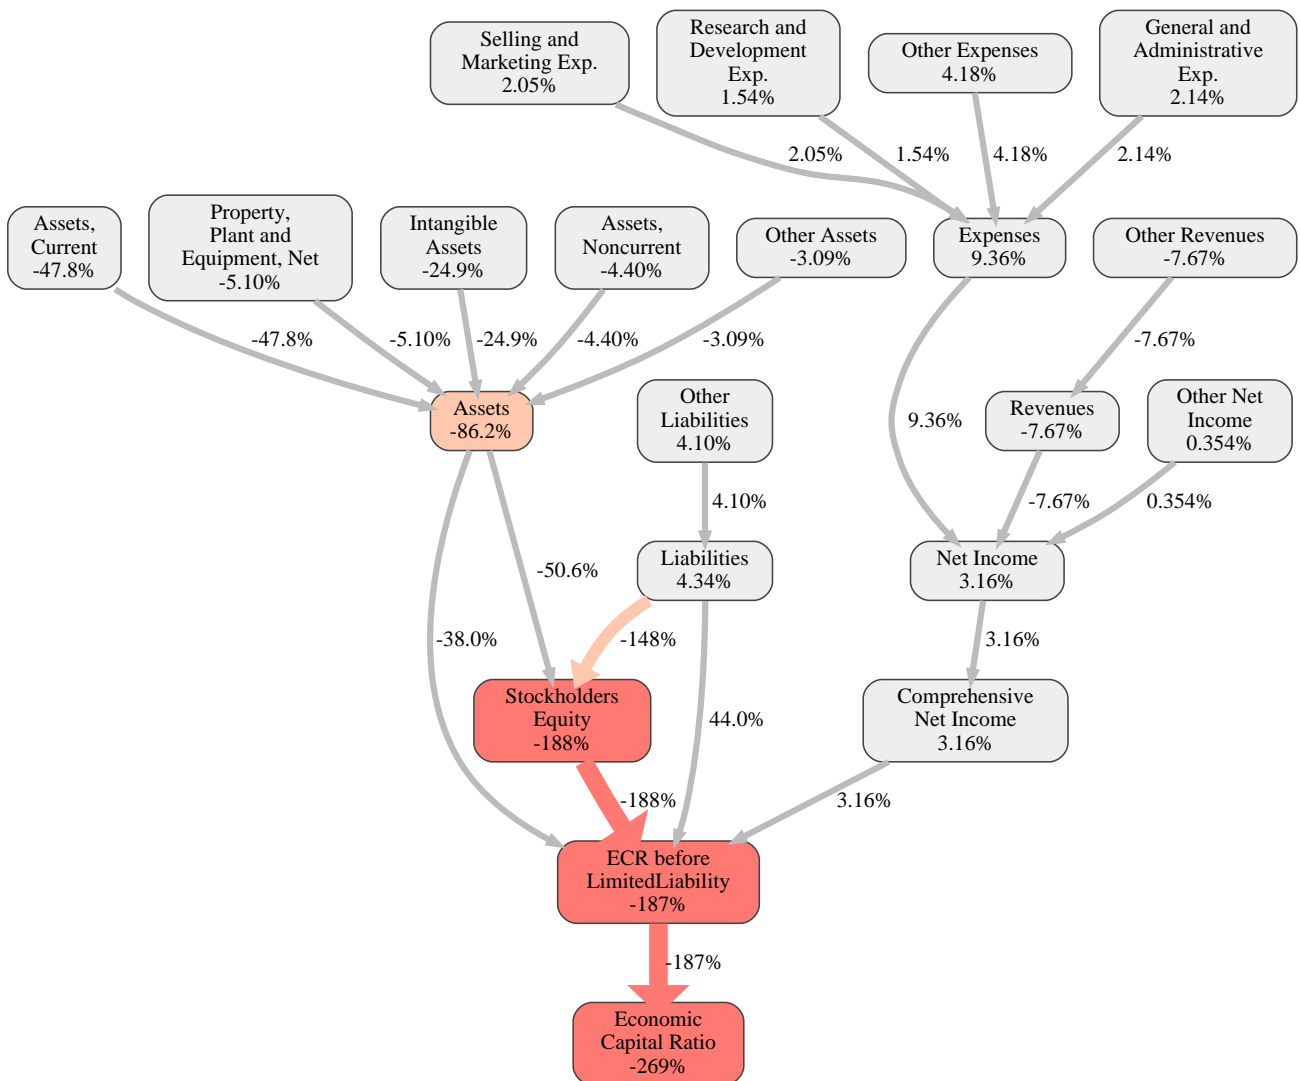 Selling and
Marketing Exp.
2.05%
Research and
Development
Exp.
1.54%
Other Expenses
4.18%
General and
Administrative
Exp.
2.14%
2.05%
1.54%
4.18%
2.14%
Assets,
Current
-47.8%
Property,
Plant and
Equipment, Net
-5.10%
Intangible
Assets
-24.9%
Assets,
Noncurrent
-4.40%
Other Assets
-3.09%
Expenses
9.36%
Other Revenues
-7.67%
-47.8%
-5.10%
-24.9%
-4.40%
-3.09%
-7.67%
Assets
-86.2%
Other
Liabilities
4.10%
9.36%
Revenues
-7.67%
Other Net
Income
0.354%
4.10%
-7.67%
0.354%
-50.6%
Liabilities
4.34%
Net Income
3.16%
-38.0%
-148%
3.16%
Stockholders
Equity
-188%
44.0%
Comprehensive
Net Income
3.16%
-188%
3.16%
ECR before
LimitedLiability
-187%
-187%
Economic
Capital Ratio
-269%